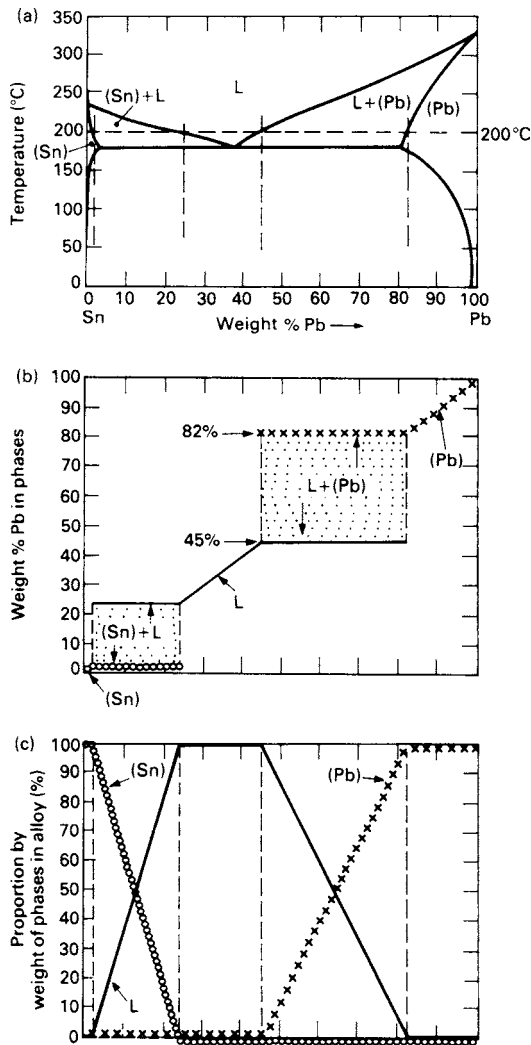 (a)
Temperature (°C)
350
300
250
200
150
100
50
0
(Sn)+L
L
L+(Pb)
(Pb)
(Sn)
200°C
0 10 20 30 40 50 60 70 80 90 100
Sn Weight % Pb Pb
(b)
Weight % Pb in phases
100
90
80
70
60
50
40
30
20
10
0
82%
(Pb)
L+(Pb)
45%
L
(Sn)+L
(Sn)
(c)
Proportion by
weight of phases in alloy (%)
100
90
80
70
60
50
40
30
20
10
0
(Sn)
(Pb)
L